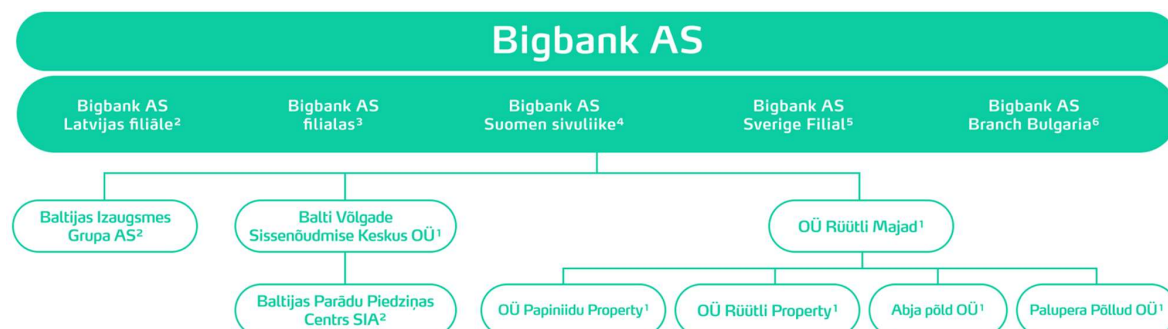 Bigbank AS
Bigbank AS
Latvijas filiāle²
Bigbank AS
filialas³
Bigbank AS
Suomen sivuliike⁴
Bigbank AS
Sverige Filial⁵
Bigbank AS
Branch Bulgaria⁶
Baltijas Izaugsmes
Grupa AS²
Balti Võlgade
Sissenõudmise Keskus OÜ¹
OÜ Rüütli Majad¹
Baltijas Parādu Piedziņas
Centrs SIA²
OÜ Papiniidu Property¹
OÜ Rüütli Property¹
Abja põld OÜ¹
Palupera Põllud OÜ¹